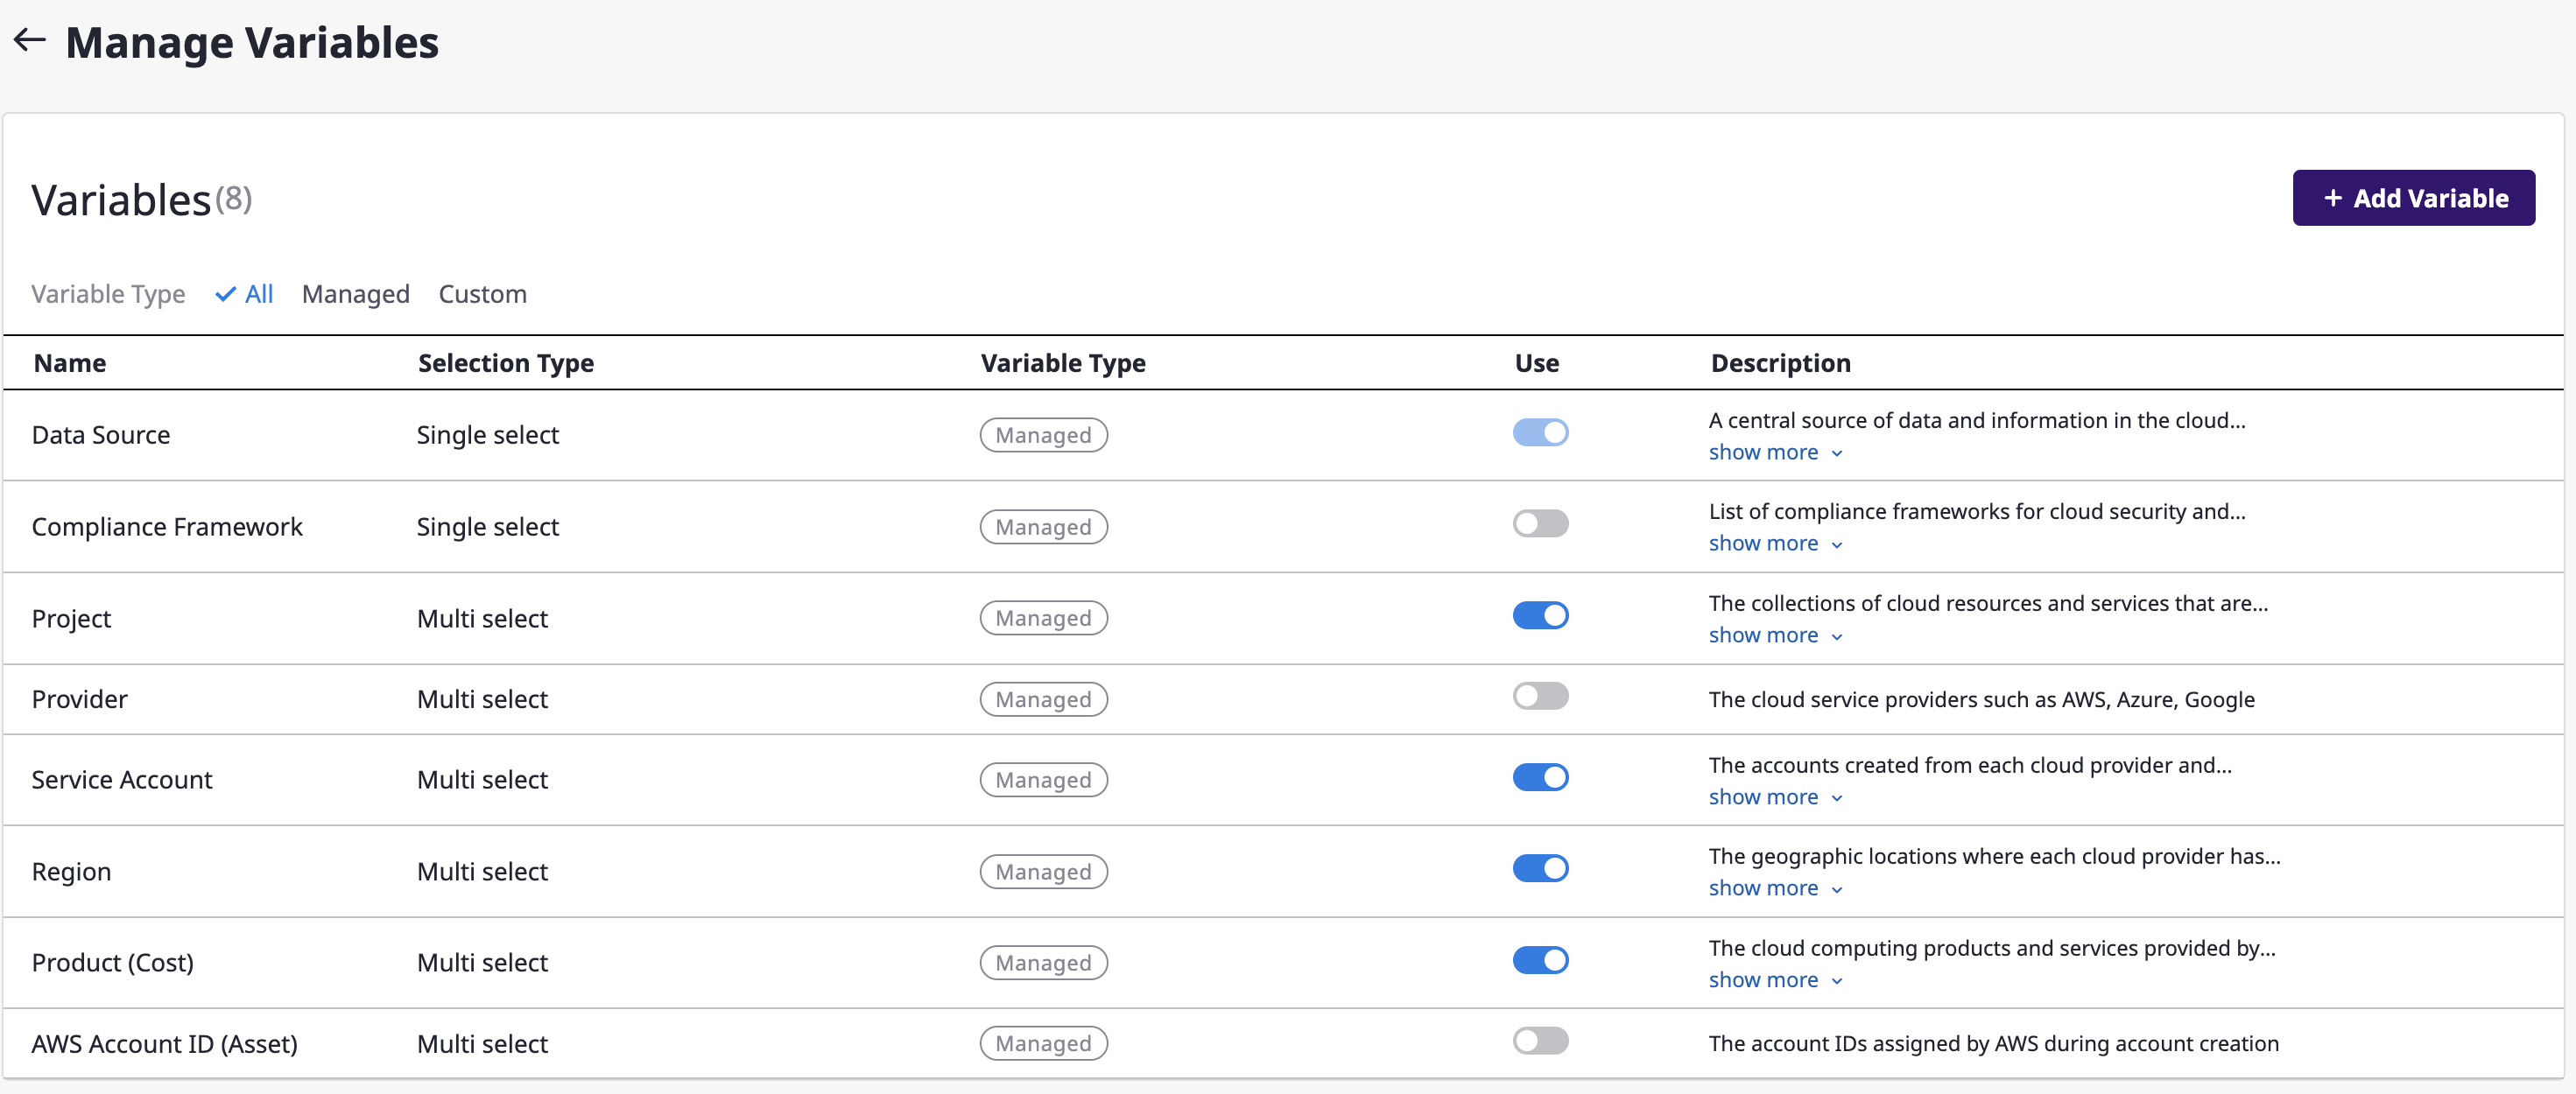 Manage Variables
Variables (8)
+ Add Variable
Variable Type All Managed Custom
Name Selection Type Variable Type Use Description
Data Source Single select Managed A central source of data and information in the cloud...
show more
Compliance Framework Single select Managed List of compliance frameworks for cloud security and...
show more
Project Multi select Managed The collections of cloud resources and services that are...
show more
Provider Multi select Managed The cloud service providers such as AWS, Azure, Google
Service Account Multi select Managed The accounts created from each cloud provider and...
show more
Region Multi select Managed The geographic locations where each cloud provider has...
show more
Product (Cost) Multi select Managed The cloud computing products and services provided by...
show more
AWS Account ID (Asset) Multi select Managed The account IDs assigned by AWS during account creation